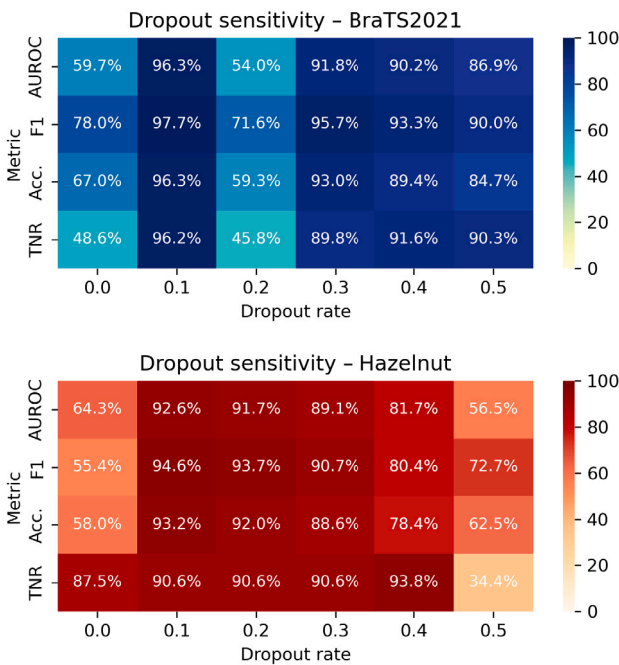 Dropout sensitivity – BraTS2021
Metric
AUROC 59.7% 96.3% 54.0% 91.8% 90.2% 86.9%
F1 78.0% 97.7% 71.6% 95.7% 93.3% 90.0%
Acc. 67.0% 96.3% 59.3% 93.0% 89.4% 84.7%
TNR 48.6% 96.2% 45.8% 89.8% 91.6% 90.3%
0.0 0.1 0.2 0.3 0.4 0.5
Dropout rate
100
80
60
40
20
0
Dropout sensitivity – Hazelnut
Metric
AUROC 64.3% 92.6% 91.7% 89.1% 81.7% 56.5%
F1 55.4% 94.6% 93.7% 90.7% 80.4% 72.7%
Acc. 58.0% 93.2% 92.0% 88.6% 78.4% 62.5%
TNR 87.5% 90.6% 90.6% 90.6% 93.8% 34.4%
0.0 0.1 0.2 0.3 0.4 0.5
Dropout rate
100
80
60
40
20
0